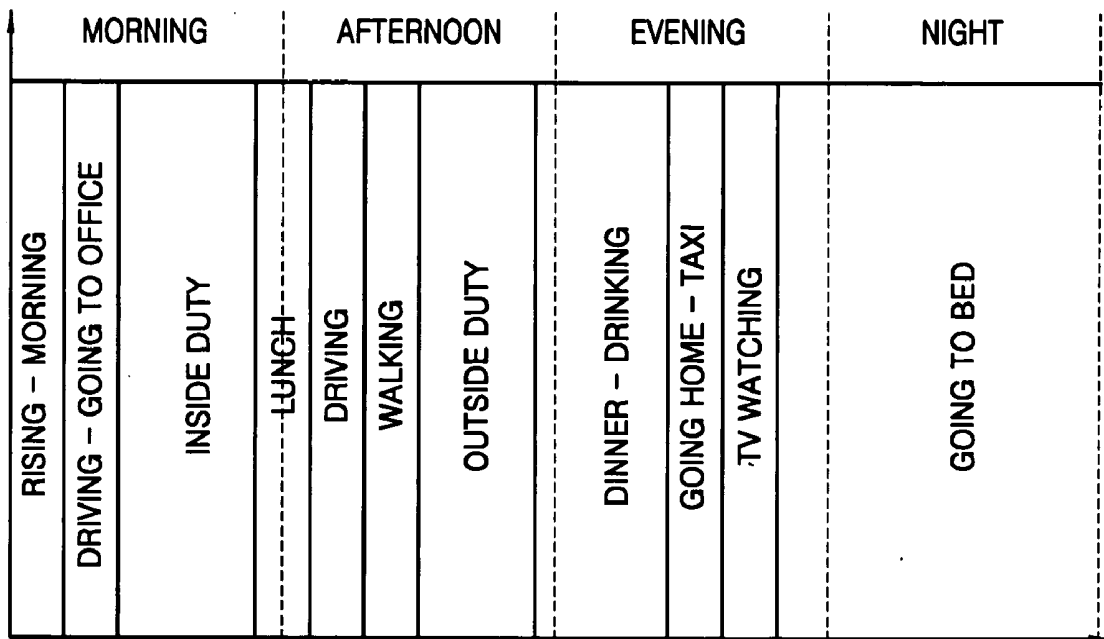 MORNING
AFTERNOON
EVENING
NIGHT
RISING – MORNING
DRIVING – GOING TO OFFICE
INSIDE DUTY
LUNCH
DRIVING
WALKING
OUTSIDE DUTY
DINNER – DRINKING
GOING HOME – TAXI
TV WATCHING
GOING TO BED